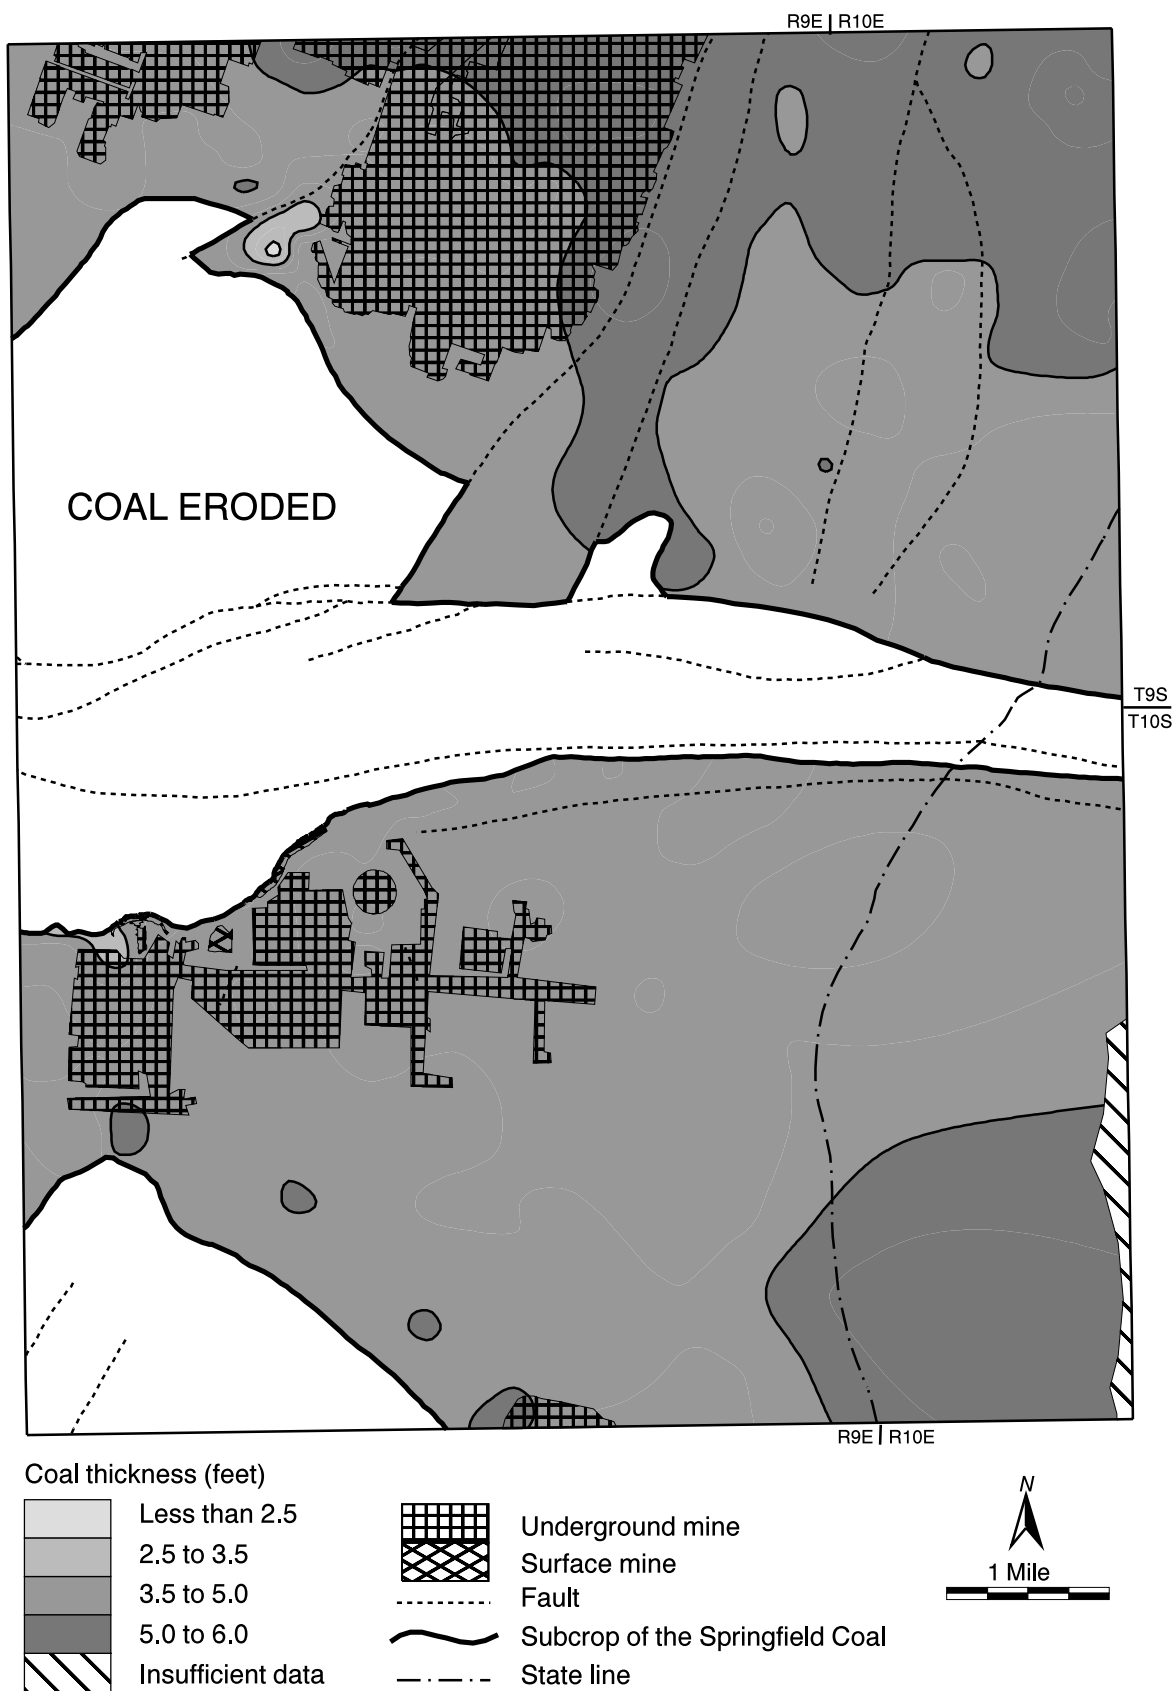 R9E | R10E
COAL ERODED
T9S
T10S
R9E | R10E
Coal thickness (feet)
Less than 2.5
2.5 to 3.5
3.5 to 5.0
5.0 to 6.0
Insufficient data
Underground mine
Surface mine
Fault
Subcrop of the Springfield Coal
State line
N
1 Mile